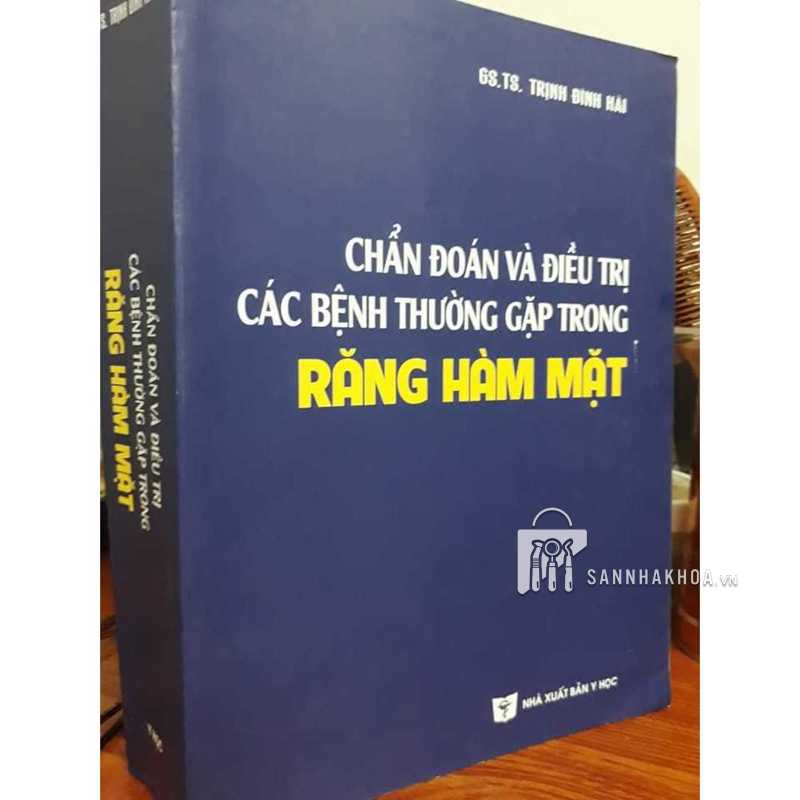 GS.TS. TRỊNH ĐÌNH HẢI
CHẨN ĐOÁN VÀ ĐIỀU TRỊ
CÁC BỆNH THƯỜNG GẶP TRONG
RĂNG HÀM MẶT
NHÀ XUẤT BẢN Y HỌC
CHẨN ĐOÁN VÀ ĐIỀU TRỊ
CÁC BỆNH THƯỜNG GẶP TRONG
RĂNG HÀM MẶT
SANNHAKHOA.VN